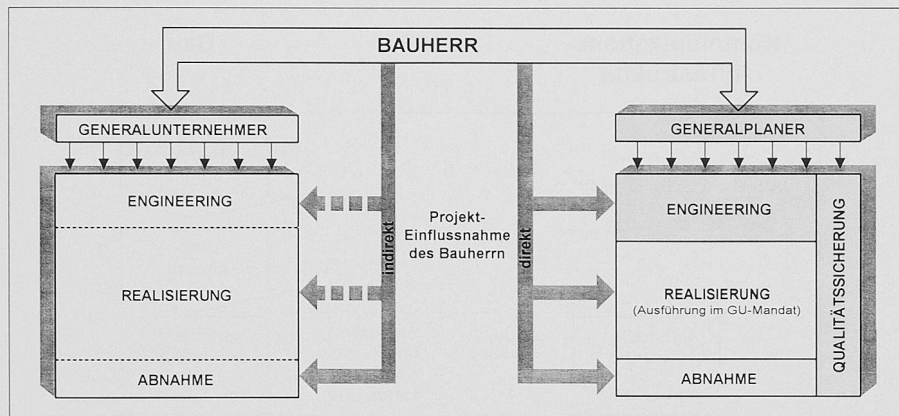 BAUHERR
GENERALUNTERNEHMER
ENGINEERING
REALISIERUNG
ABNAHME
indirekt
Projekt-
Einflussnahme
des Bauherrn
direkt
GENERALPLANER
ENGINEERING
REALISIERUNG
(Ausführung im GU-Mandat)
ABNAHME
QUALITÄTSSICHERUNG